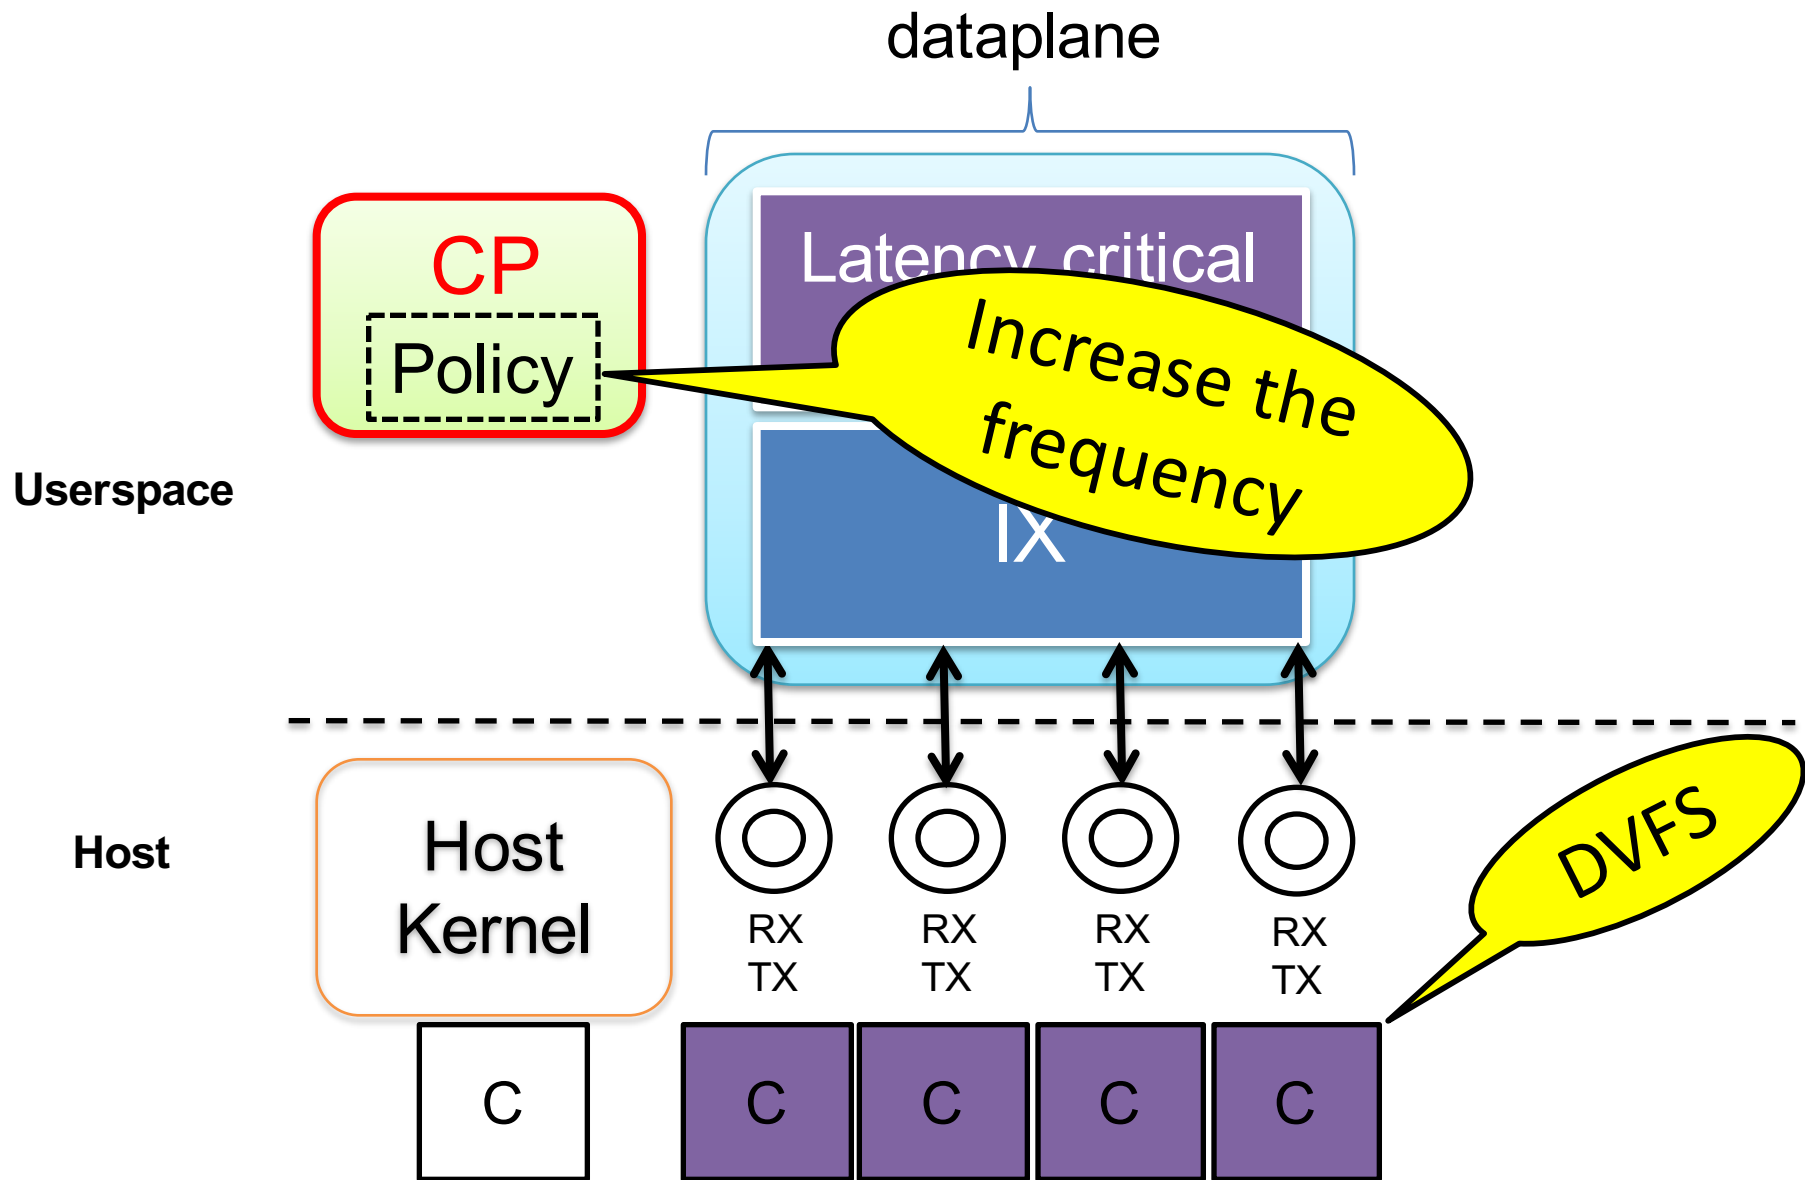 dataplane
CP
Policy
Latency critical
Increase the
frequency
IX
Userspace
Host
Host
Kernel
DVFS
RX
TX
RX
TX
RX
TX
RX
TX
C
C
C
C
C